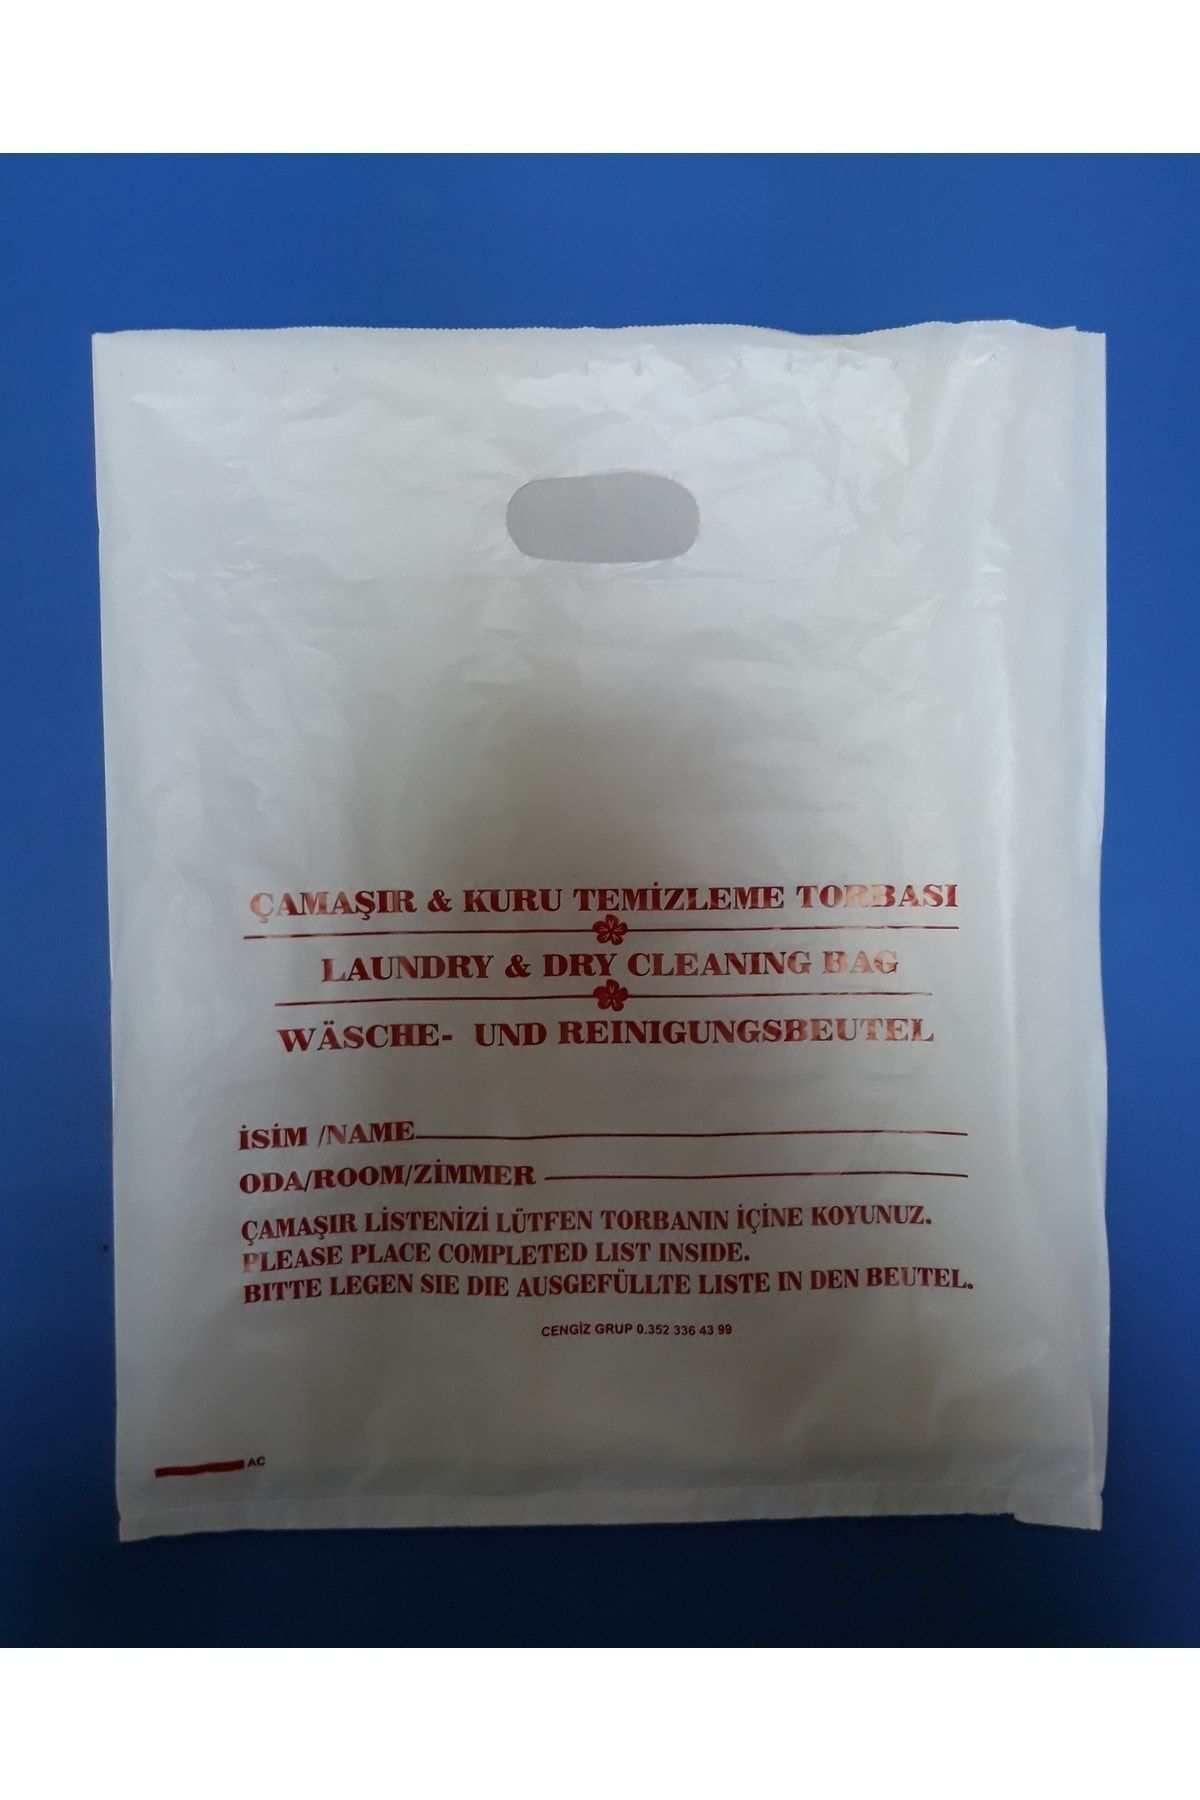 ÇAMAŞIR & KURU TEMİZLEME TORBASI
LAUNDRY & DRY CLEANING BAG
WÄSCHE- UND REINIGUNGSBEUTEL
İSİM /NAME
ODA/ROOM/ZİMMER
ÇAMAŞIR LİSTENİZİ LÜTFEN TORBANIN İÇİNE KOYUNUZ.
PLEASE PLACE COMPLETED LIST INSIDE.
BITTE LEGEN SIE DIE AUSGEFÜLLTE LISTE IN DEN BEUTEL.
CENGİZ GRUP 0.352 336 43 99
AC